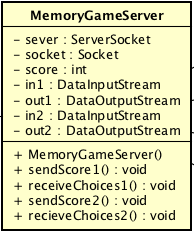 MemoryGameServer
- sever : ServerSocket
- socket : Socket
- score : int
- in1 : DataInputStream
- out1 : DataOutputStream
- in2 : DataInputStream
- out2 : DataOutputStream
+ MemoryGameServer()
+ sendScore1() : void
+ receiveChoices1() : void
+ sendScore2() : void
+ recieveChoices2() : void